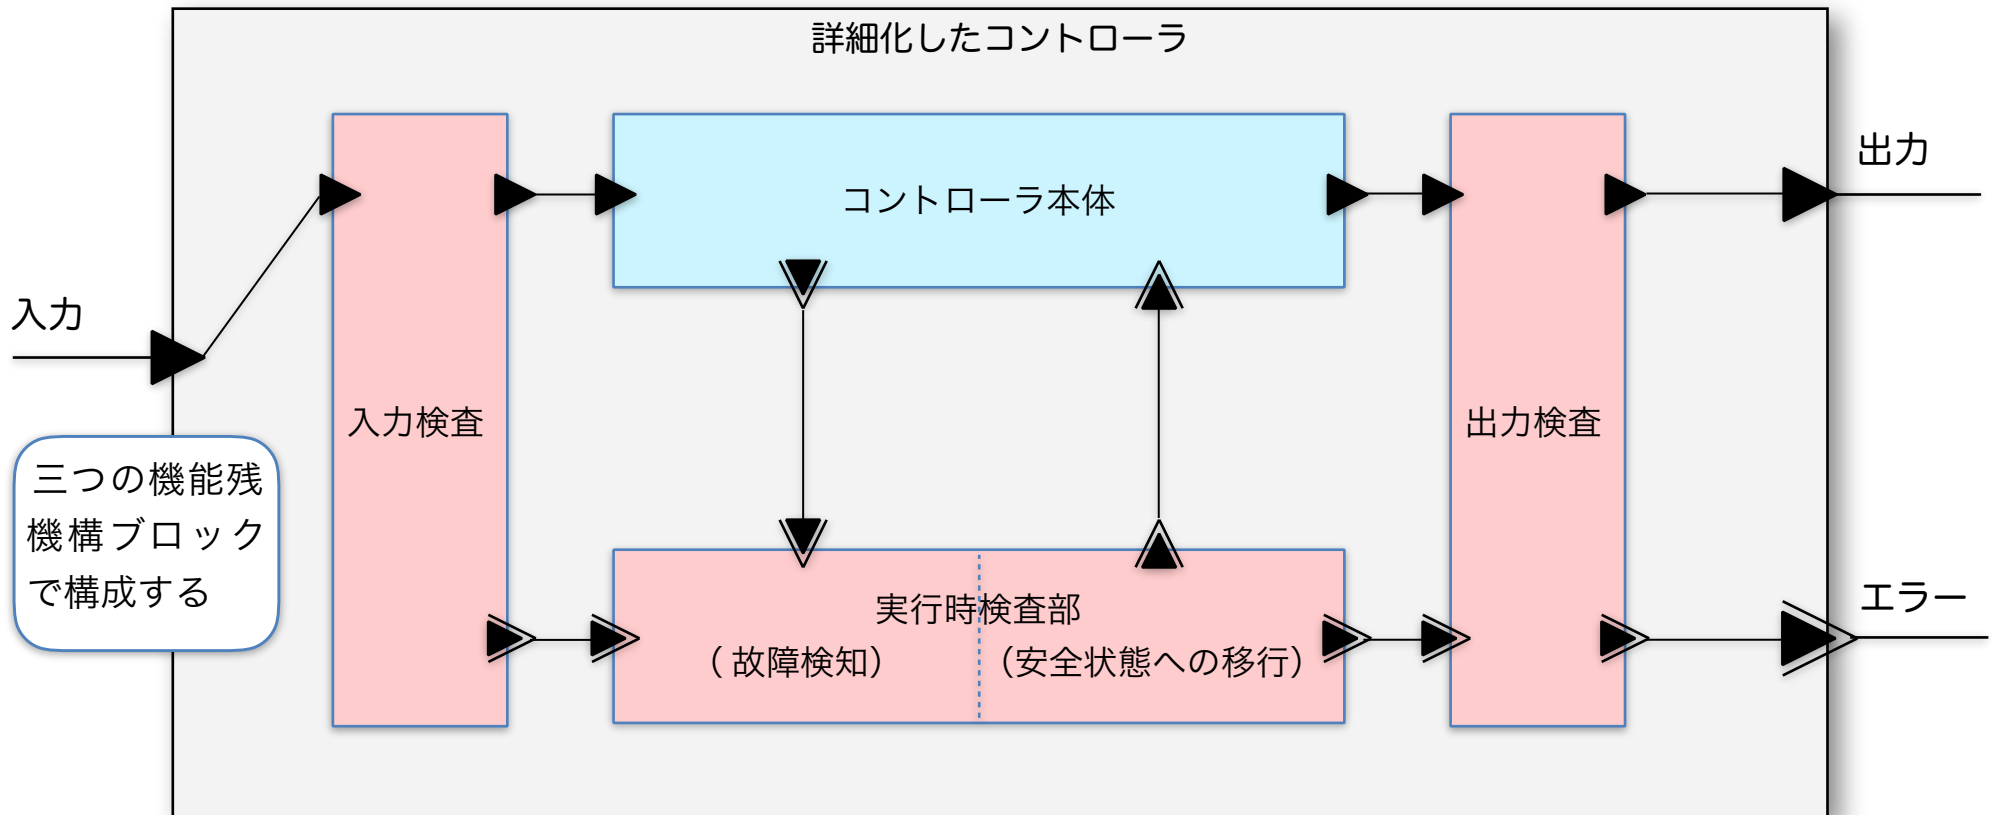 詳細化したコントローラ
出力
コントローラ本体
入力
入力検査
出力検査
三つの機能残
機構ブロック
で構成する
エラー
実行時検査部
（故障検知）
（安全状態への移行）